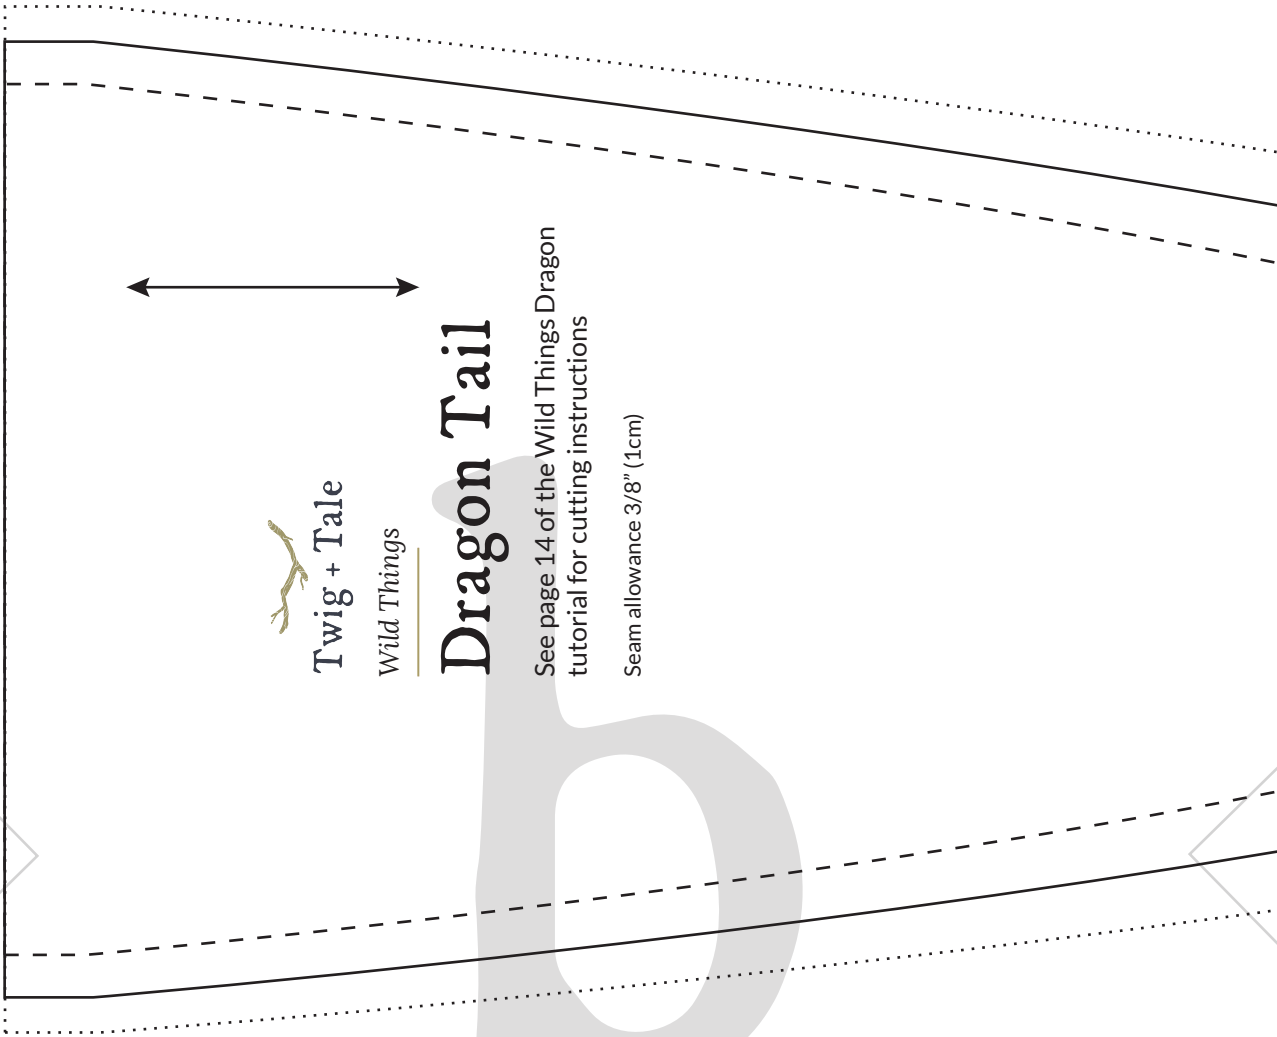 Twig + Tale
Wild Things
Dragon Tail
See page 14 of the Wild Things Dragon
tutorial for cutting instructions
Seam allowance 3/8” (1cm)
b